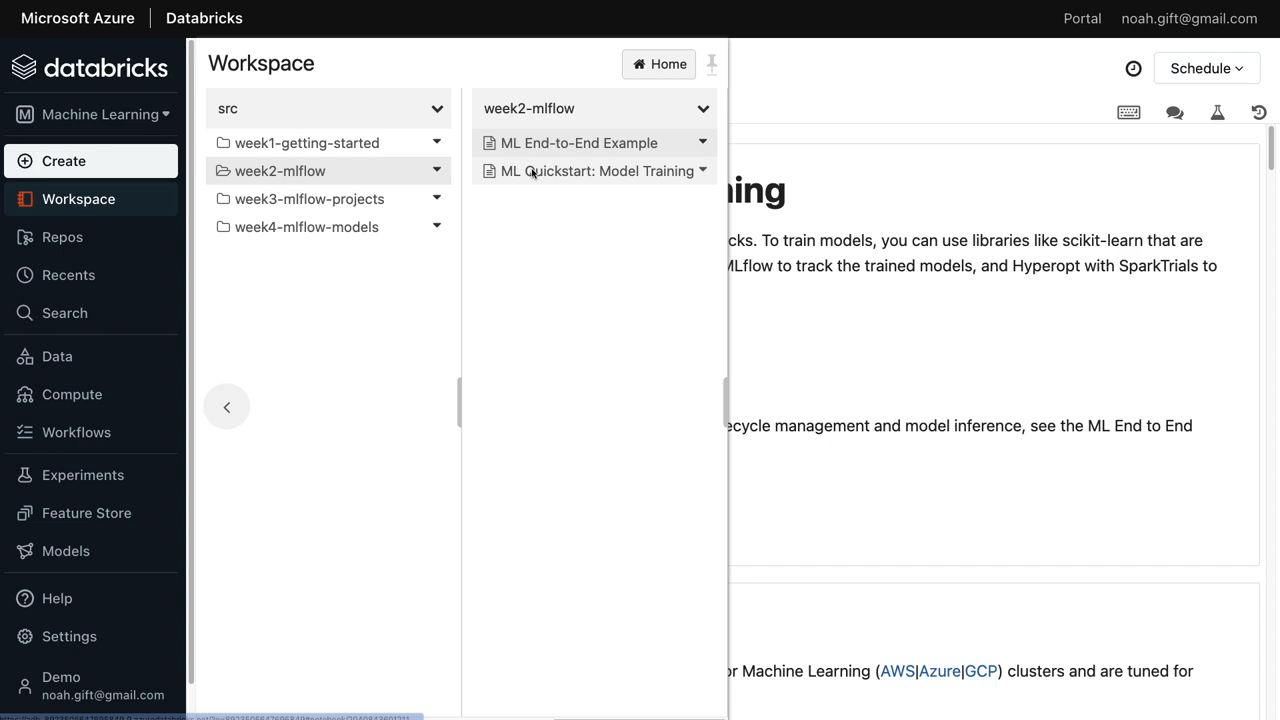 Microsoft Azure
Databricks
Portal
noah.gift@gmail.com
databricks
Machine Learning
Create
Workspace
Repos
Recents
Search
Data
Compute
Workflows
Experiments
Feature Store
Models
Help
Settings
Demo
noah.gift@gmail.com
Workspace
Home
src
week1-getting-started
week2-mlflow
week3-mlflow-projects
week4-mlflow-models
week2-mlflow
ML End-to-End Example
ML Quickstart: Model Training
Schedule
ning
cks. To train models, you can use libraries like scikit-learn that are
MLflow to track the trained models, and Hyperopt with SparkTrials to
ecycle management and model inference, see the ML End to End
or Machine Learning (AWS|Azure|GCP) clusters and are tuned for